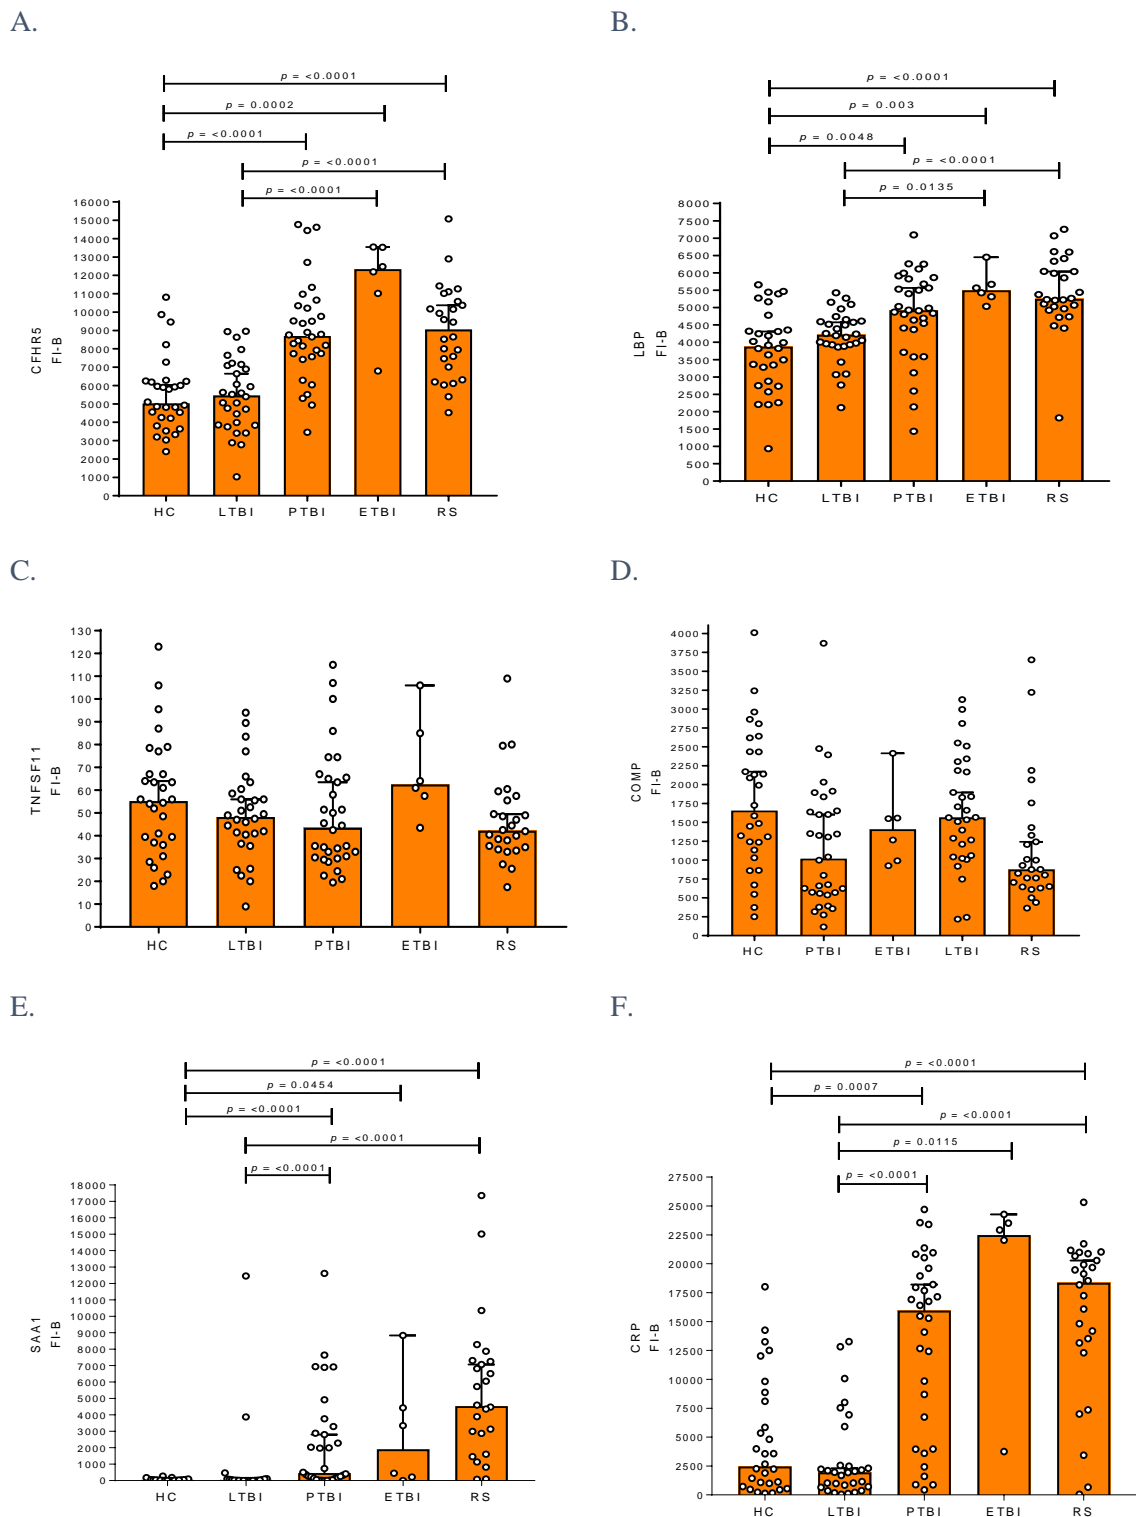 A.
p = <0.0001
p = 0.0002
p = <0.0001
p = <0.0001
p = <0.0001
CFHR5
FI-B
16000
15000
14000
13000
12000
11000
10000
9000
8000
7000
6000
5000
4000
3000
2000
1000
0
HC LTBI PTBI ETBI RS
B.
p = <0.0001
p = 0.003
p = 0.0048
p = <0.0001
p = 0.0135
LBP
FI-B
8000
7500
7000
6500
6000
5500
5000
4500
4000
3500
3000
2500
2000
1500
1000
500
0
HC LTBI PTBI ETBI RS
C.
TNFSF11
FI-B
130
120
110
100
90
80
70
60
50
40
30
20
10
0
HC LTBI PTBI ETBI RS
D.
COMP
FI-B
4000
3750
3500
3250
3000
2750
2500
2250
2000
1750
1500
1250
1000
750
500
250
0
HC PTBI ETBI LTBI RS
E.
p = <0.0001
p = 0.0454
p = <0.0001
p = <0.0001
p = <0.0001
SAA1
FI-B
18000
17000
16000
15000
14000
13000
12000
11000
10000
9000
8000
7000
6000
5000
4000
3000
2000
1000
0
HC LTBI PTBI ETBI RS
F.
p = <0.0001
p = 0.0007
p = <0.0001
p = 0.0115
p = <0.0001
CRP
FI-B
27500
25000
22500
20000
17500
15000
12500
10000
7500
5000
2500
0
HC LTBI PTBI ETBI RS